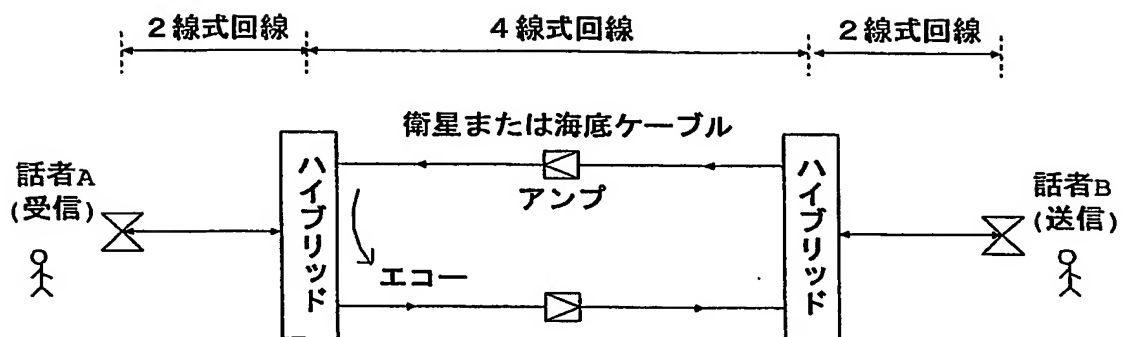 2線式回線
4線式回線
2線式回線
衛星または海底ケーブル
アンプ
話者A
(受信)
ハイブリッド
エコー
ハイブリッド
話者B
(送信)